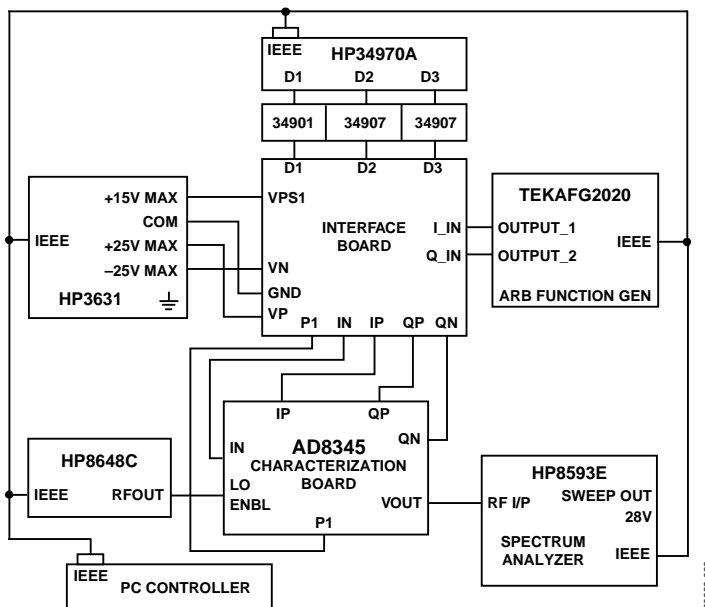 IEEE
HP34970A
D1 D2 D3
34901 34907 34907
D1 D2 D3
+15V MAX
COM
IEEE
+25V MAX
–25V MAX
HP3631
VPS1
INTERFACE
BOARD
I_IN
Q_IN
VN
GND
VP
P1 IN IP QP QN
TEKAFG2020
OUTPUT_1
IEEE
OUTPUT_2
ARB FUNCTION GEN
IP QP
IN
AD8345
QN
CHARACTERIZATION
BOARD
LO
ENBL
VOUT
P1
HP8648C
IEEE RFOUT
HP8593E
RF I/P
SWEEP OUT
28V
SPECTRUM
ANALYZER
IEEE
IEEE
PC CONTROLLER